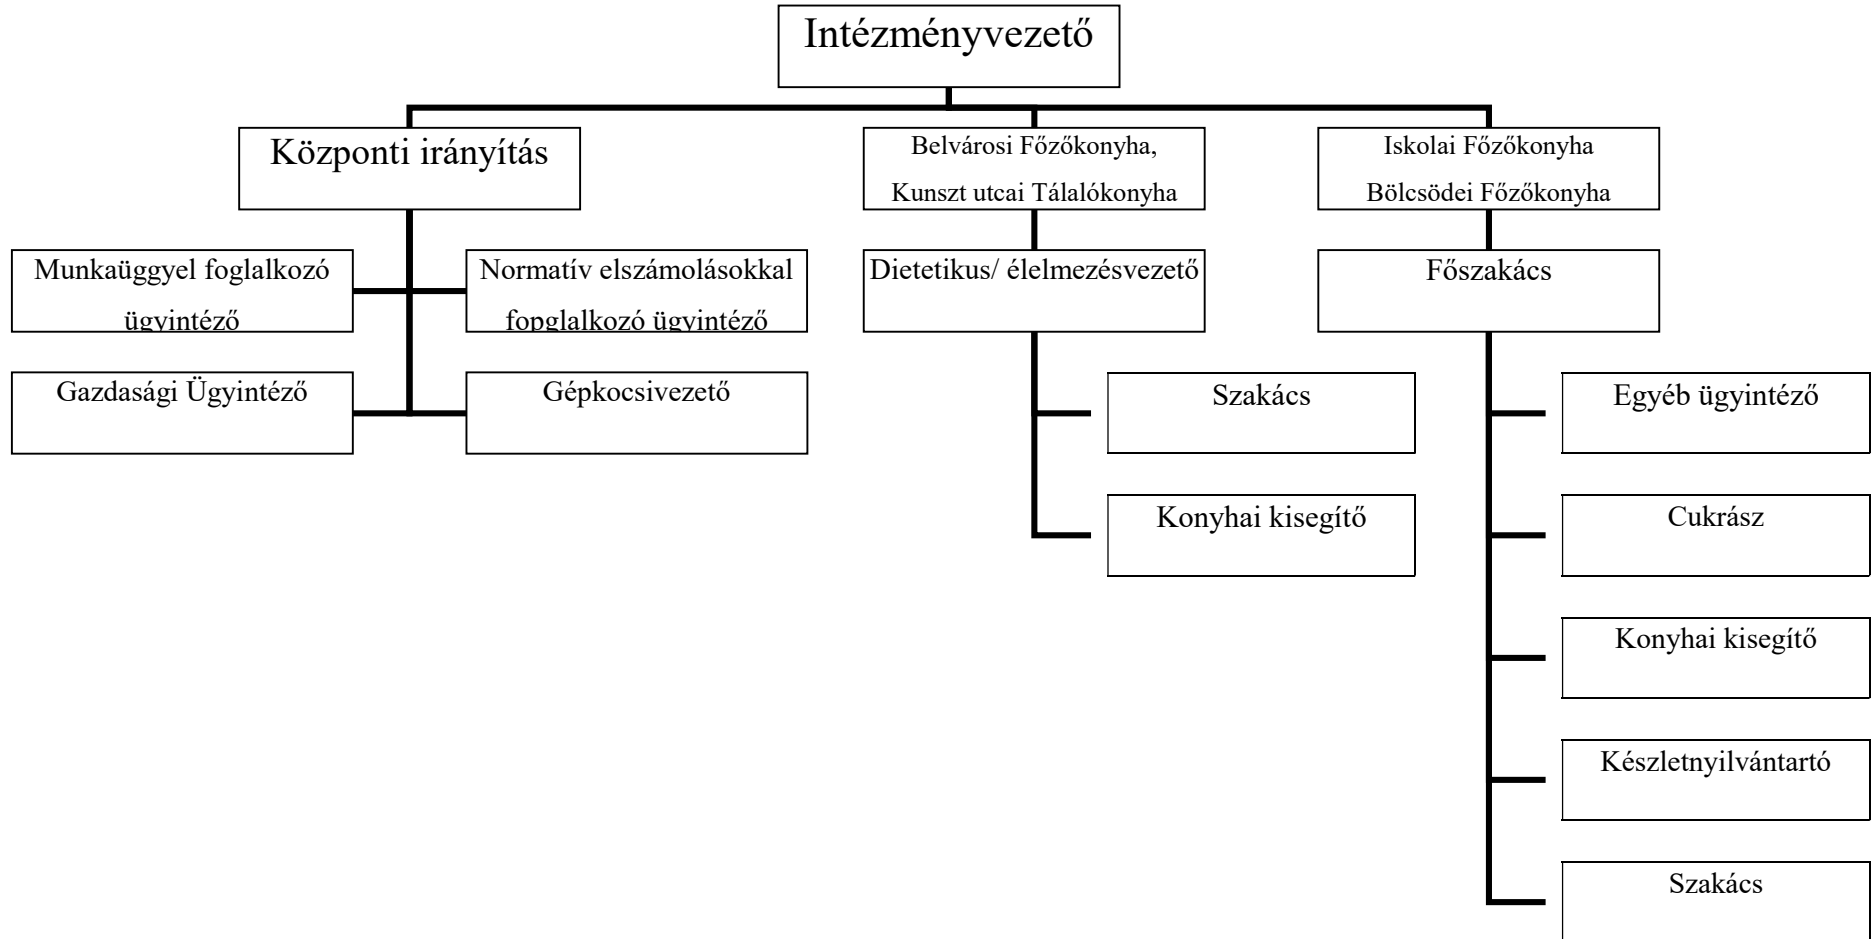 Intézményvezető
Központi irányítás
Belvárosi Főzőkonyha,
Kunszt utcai Tálalókonyha
Iskolai Főzőkonyha
Bölcsödei Főzőkonyha
Munkaüggyel foglalkozó
ügyintéző
Normatív elszámolásokkal
fopglalkozó ügyintéző
Dietetikus/ élelmezésvezető
Főszakács
Gazdasági Ügyintéző
Gépkocsivezető
Szakács
Konyhai kisegítő
Egyéb ügyintéző
Cukrász
Konyhai kisegítő
Készletnyilvántartó
Szakács